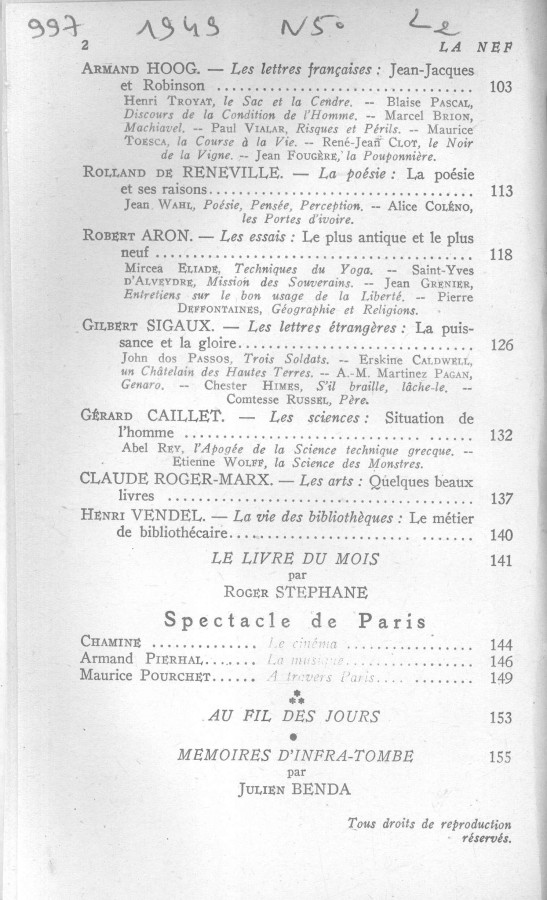 997 1949 N50 Le
2 LA NEF
ARMAND HOOG. — Les lettres françaises : Jean-Jacques
et Robinson .................................. 103
Henri TROYAT, le Sac et la Cendre. -- Blaise PASCAL,
Discours de la Condition de l'Homme. -- Marcel BRION,
Machiavel. -- Paul VIALAR, Risques et Périls. -- Maurice
TOESCA, la Course à la Vie. -- René-Jean CLOT, le Noir
de la Vigne. -- Jean FOUGÈRE, la Pouponnière.
ROLLAND DE RENEVILLE. — La poésie : La poésie
et ses raisons.................................. 113
Jean WAHL, Poésie, Pensée, Perception. -- Alice COLÉNO,
les Portes d'ivoire.
ROBERT ARON. — Les essais : Le plus antique et le plus
neuf .......................................... 118
Mircea ELIADE, Techniques du Yoga. -- Saint-Yves
D'ALVEYDRE, Mission des Souverains. -- Jean GRENIER,
Entretiens sur le bon usage de la Liberté. -- Pierre
DEFFONTAINES, Géographie et Religions.
GILBERT SIGAUX. — Les lettres étrangères : La puis-
sance et la gloire.............................. 126
John dos PASSOS, Trois Soldats. -- Erskine CALDWELL,
un Châtelain des Hautes Terres. -- A.-M. Martinez PAGAN,
Genaro. -- Chester HIMES, S'il braille, lâche-le. --
Comtesse RUSSEL, Père.
GÉRARD CAILLET. — Les sciences : Situation de
l'homme ...................................... 132
Abel REY, l'Apogée de la Science technique grecque. --
Etienne WOLFF, la Science des Monstres.
CLAUDE ROGER-MARX. — Les arts : Quelques beaux
livres ........................................ 137
HENRI VENDEL. — La vie des bibliothèques : Le métier
de bibliothécaire............................... 140
LE LIVRE DU MOIS 141
par
ROGER STEPHANE
Spectacle de Paris
CHAMINE .............. Le cinéma ................ 144
Armand PIERHAL........ La musique................ 146
Maurice POURCHET...... A travers Paris............ 149
AU FIL DES JOURS 153
MEMOIRES D'INFRA-TOMBE 155
par
JULIEN BENDA
Tous droits de reproduction
réservés.